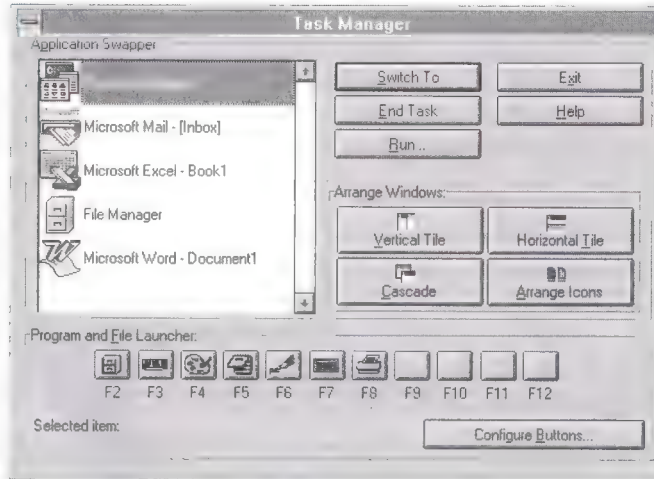 Task Manager
Application Swapper
Microsoft Mail - [Inbox]
Microsoft Excel - Book1
File Manager
Microsoft Word - Document1
Switch To
Exit
End Task
Help
Run...
Arrange Windows:
Vertical Tile
Horizontal Tile
Cascade
Arrange Icons
Program and File Launcher:
F2 F3 F4 F5 F6 F7 F8 F9 F10 F11 F12
Selected item:
Configure Buttons...